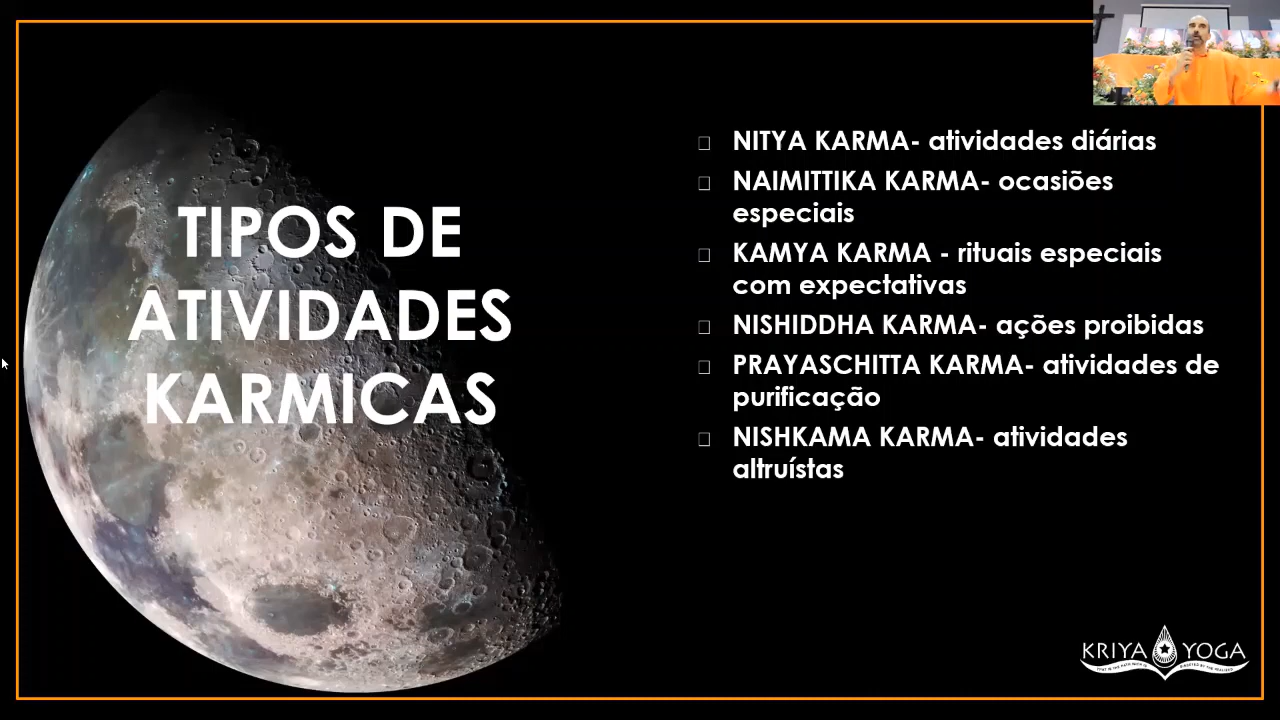 TIPOS DE
ATIVIDADES
KARMICAS
NITYA KARMA- atividades diárias
NAIMITTIKA KARMA- ocasiões
especiais
KAMYA KARMA - rituais especiais
com expectativas
NISHIDDHA KARMA- ações proibidas
PRAYASCHITTA KARMA- atividades de
purificação
NISHKAMA KARMA- atividades
altruístas
KRIYA YOGA